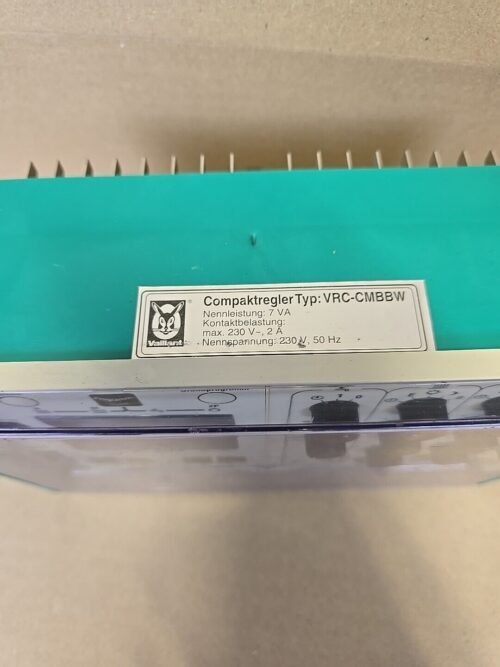 Compaktregler Typ: VRC-CMBBW
Nennleistung: 7 VA
Kontaktbelastung:
max. 230 V~, 2 A
Nennspannung: 230 V, 50 Hz
Vaillant